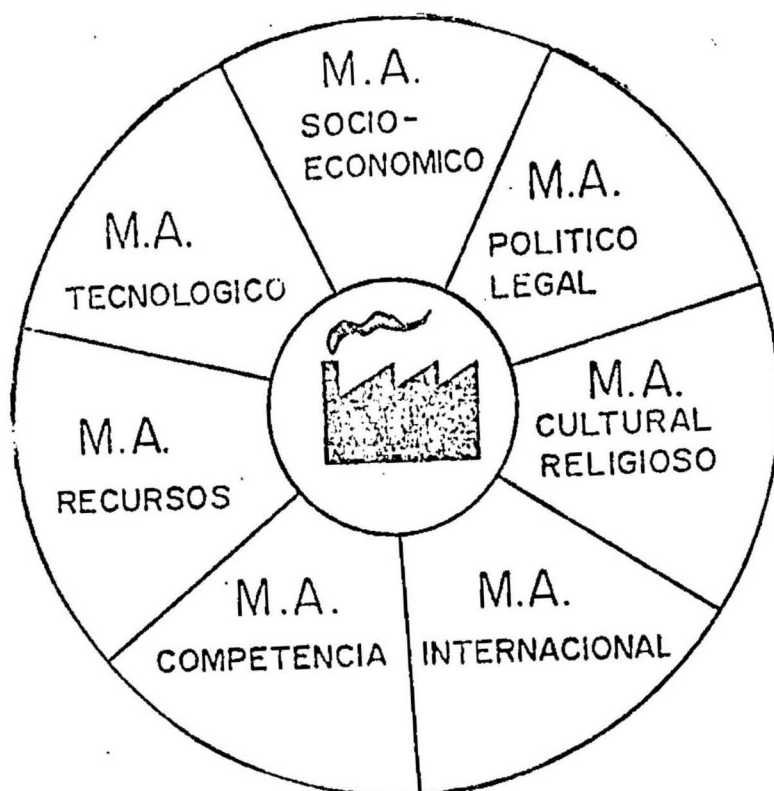 M.A.
SOCIO-
ECONOMICO
M.A.
POLITICO
LEGAL
M.A.
CULTURAL
RELIGIOSO
M.A.
INTERNACIONAL
M.A.
COMPETENCIA
M.A.
RECURSOS
M.A.
TECNOLOGICO